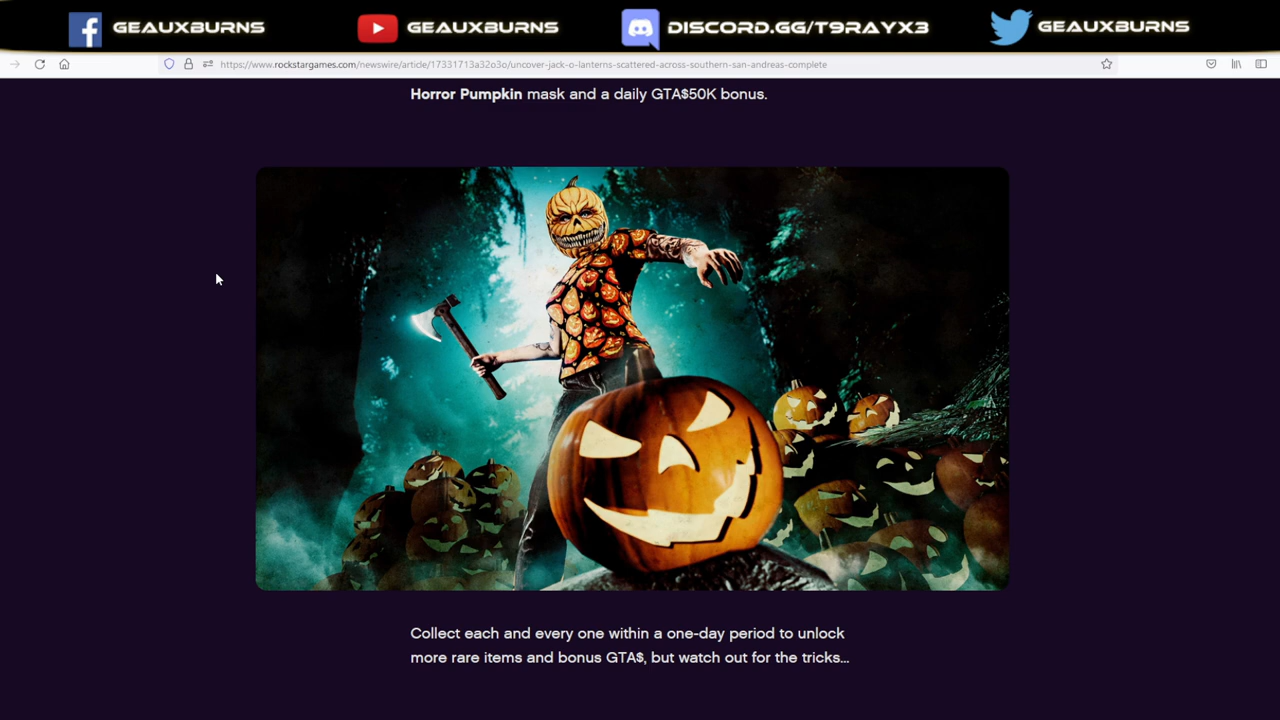 GEAUXBURNS
GEAUXBURNS
DISCORD.GG/T9RAYX3
GEAUXBURNS
https://www.rockstargames.com/newswire/article/17331713a32o3o/uncover-jack-o-lanterns-scattered-across-southern-san-andreas-complete
Horror Pumpkin mask and a daily GTA$50K bonus.
Collect each and every one within a one-day period to unlock
more rare items and bonus GTA$, but watch out for the tricks...